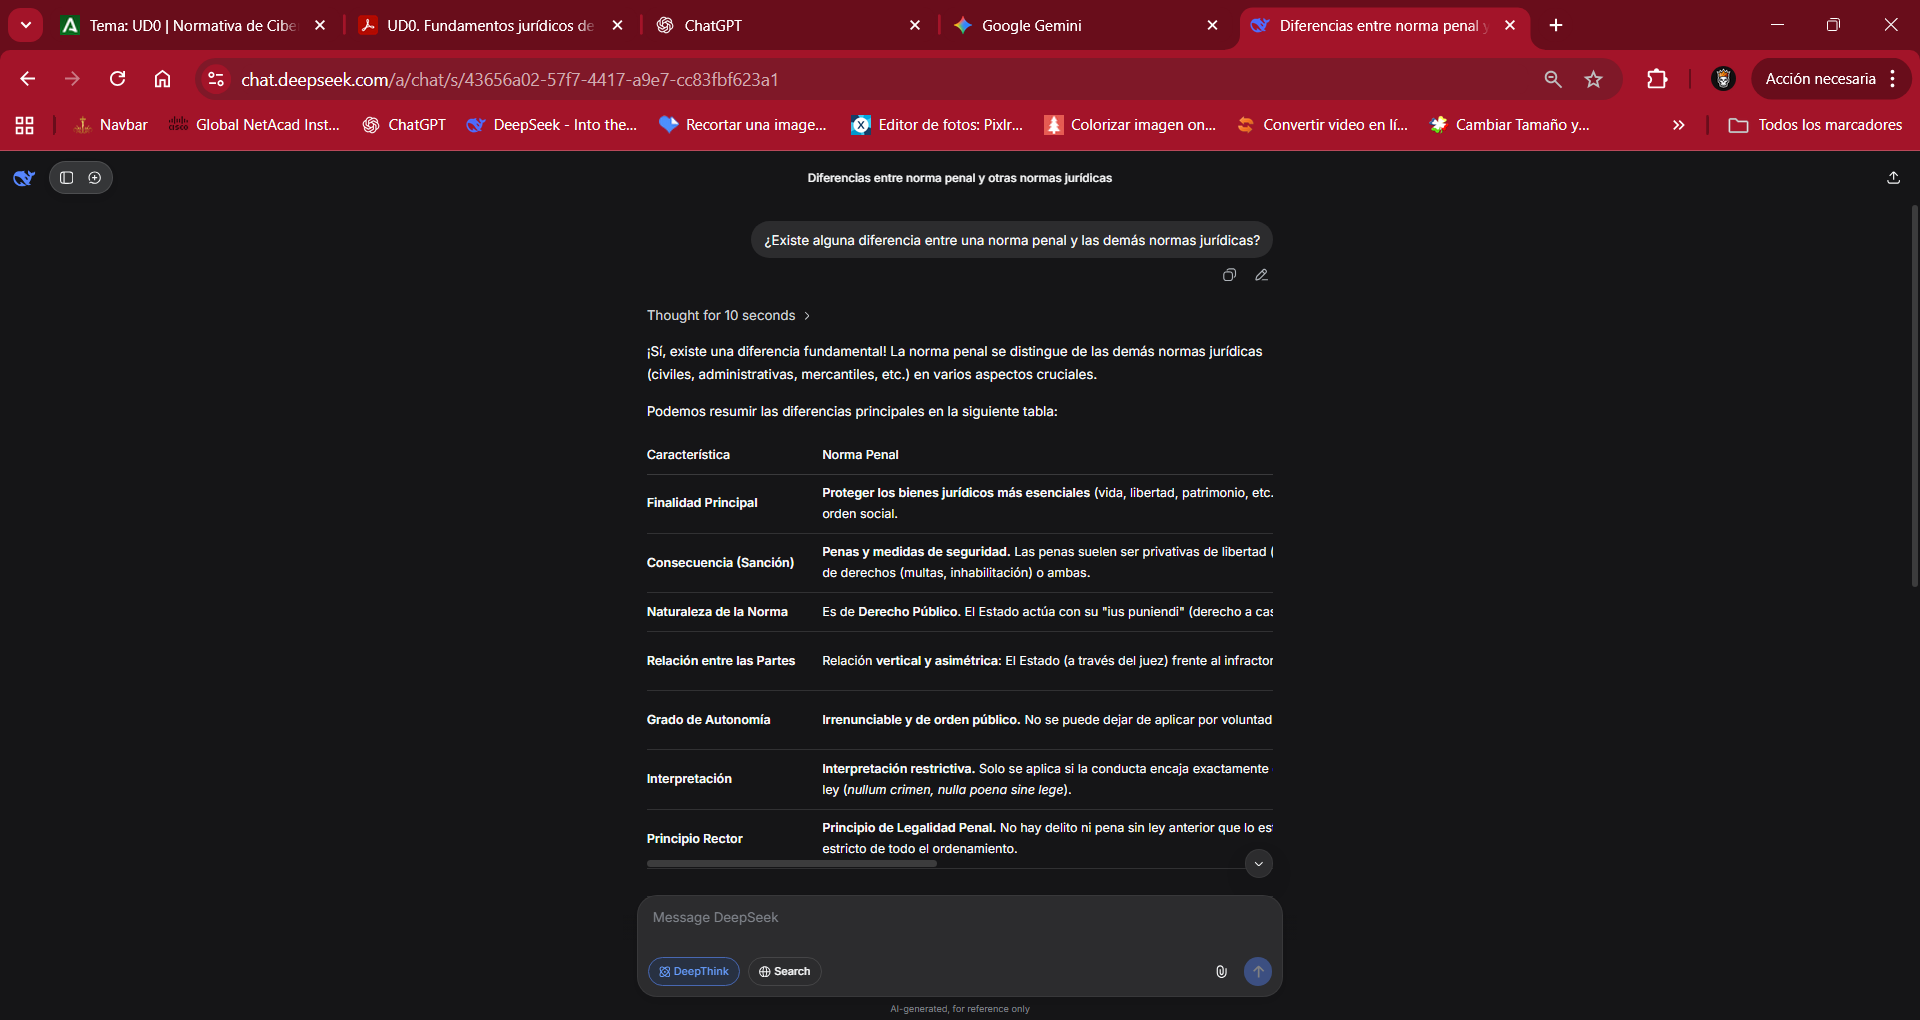 Tema: UD0 | Normativa de Cibe
UD0. Fundamentos jurídicos de
ChatGPT
Google Gemini
Diferencias entre norma penal y
chat.deepseek.com/a/chat/s/43656a02-57f7-4417-a9e7-cc83fbf623a1
Acción necesaria
Navbar
Global NetAcad Inst...
ChatGPT
DeepSeek - Into the...
Recortar una image...
Editor de fotos: Pixlr...
Colorizar imagen on...
Convertir video en lí...
Cambiar Tamaño y...
Todos los marcadores
Diferencias entre norma penal y otras normas jurídicas
¿Existe alguna diferencia entre una norma penal y las demás normas jurídicas?
Thought for 10 seconds
¡Sí, existe una diferencia fundamental! La norma penal se distingue de las demás normas jurídicas
(civiles, administrativas, mercantiles, etc.) en varios aspectos cruciales.
Podemos resumir las diferencias principales en la siguiente tabla:
Característica Norma Penal
Finalidad Principal
Proteger los bienes jurídicos más esenciales (vida, libertad, patrimonio, etc.
orden social.
Consecuencia (Sanción)
Penas y medidas de seguridad. Las penas suelen ser privativas de libertad (
de derechos (multas, inhabilitación) o ambas.
Naturaleza de la Norma Es de Derecho Público. El Estado actúa con su "ius puniendi" (derecho a cas
Relación entre las Partes Relación vertical y asimétrica: El Estado (a través del juez) frente al infractor
Grado de Autonomía Irrenunciable y de orden público. No se puede dejar de aplicar por voluntad
Interpretación
Interpretación restrictiva. Solo se aplica si la conducta encaja exactamente
ley (nullum crimen, nulla poena sine lege).
Principio Rector
Principio de Legalidad Penal. No hay delito ni pena sin ley anterior que lo es
estricto de todo el ordenamiento.
Message DeepSeek
DeepThink
Search
AI-generated, for reference only